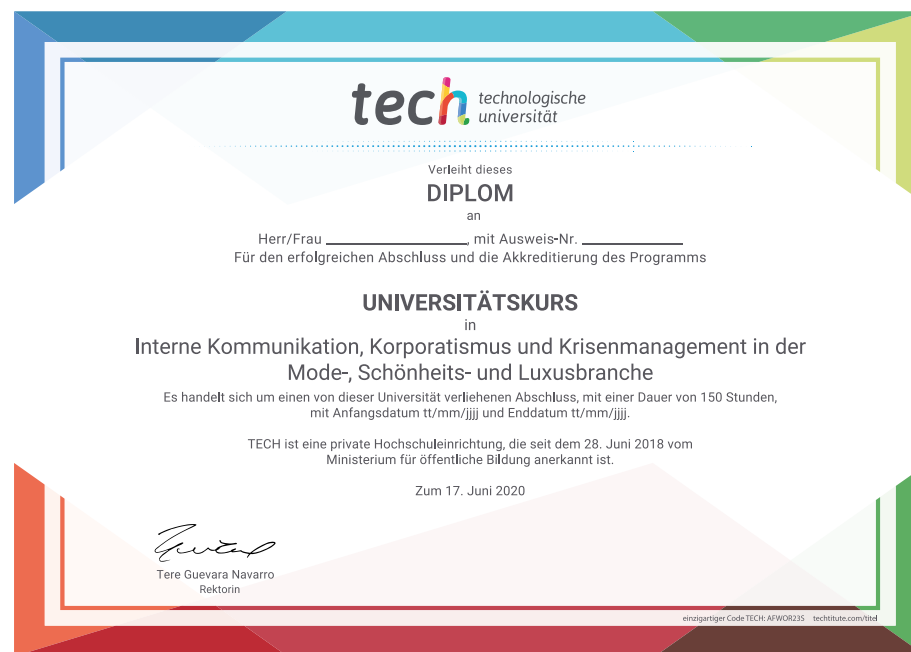 tech technologische
universität
Verleiht dieses
DIPLOM
an
Herr/Frau ____________________, mit Ausweis-Nr. ______________
Für den erfolgreichen Abschluss und die Akkreditierung des Programms
UNIVERSITÄTSKURS
in
Interne Kommunikation, Korporatismus und Krisenmanagement in der
Mode-, Schönheits- und Luxusbranche
Es handelt sich um einen von dieser Universität verliehenen Abschluss, mit einer Dauer von 150 Stunden,
mit Anfangsdatum tt/mm/jjjj und Enddatum tt/mm/jjjj.
TECH ist eine private Hochschuleinrichtung, die seit dem 28. Juni 2018 vom
Ministerium für öffentliche Bildung anerkannt ist.
Zum 17. Juni 2020
Tere Guevara Navarro
Rektorin
einzigartiger Code TECH: AFWOR23S techtitute.com/titel